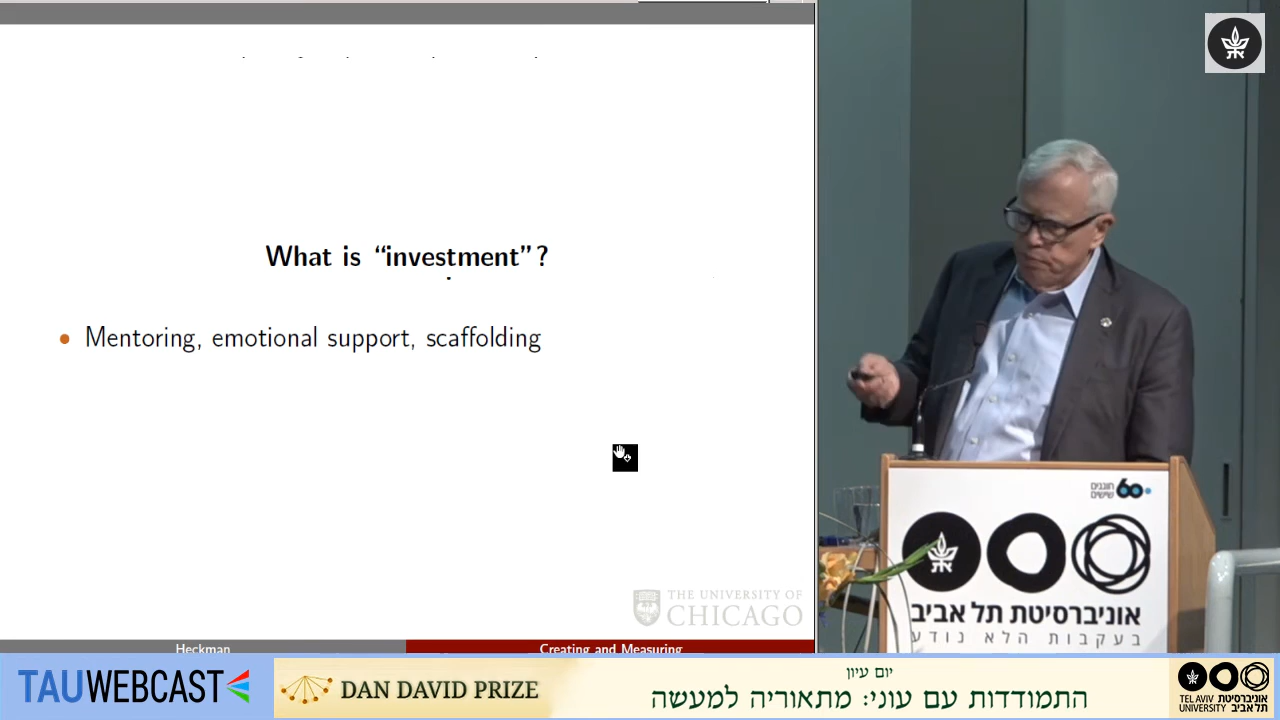 What is “investment”?
• Mentoring, emotional support, scaffolding
THE UNIVERSITY OF
CHICAGO
Heckman
Creating and Measuring
חוגגים
שישים
60
אוניברסיטת תל אביב
בעקבות הלא נודע
TAUWEBCAST
DAN DAVID PRIZE
יום עיון
התמודדות עם עוני: מתאוריה למעשה
TEL AVIV אוניברסיטת
UNIVERSITY תל אביב